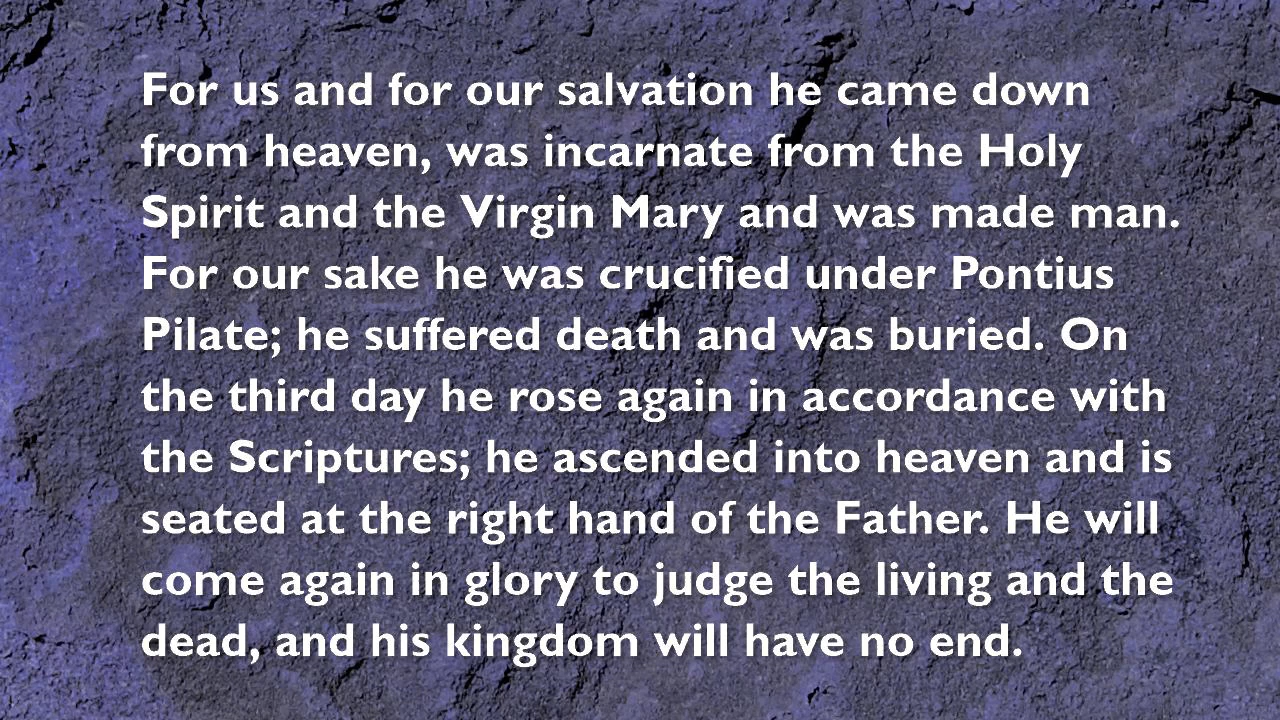 For us and for our salvation he came down
from heaven, was incarnate from the Holy
Spirit and the Virgin Mary and was made man.
For our sake he was crucified under Pontius
Pilate; he suffered death and was buried. On
the third day he rose again in accordance with
the Scriptures; he ascended into heaven and is
seated at the right hand of the Father. He will
come again in glory to judge the living and the
dead, and his kingdom will have no end.